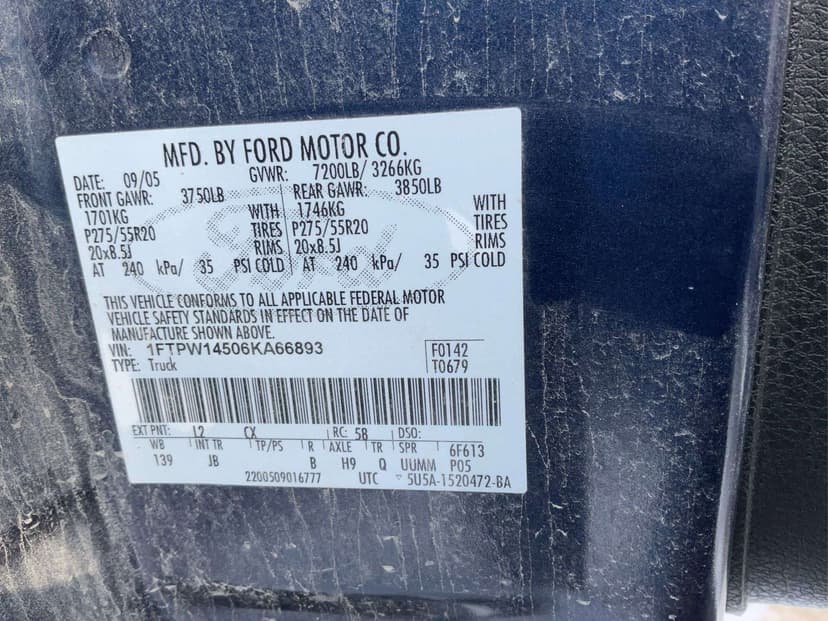 MFD. BY FORD MOTOR CO.
DATE: 09/05 GVWR: 7200LB/ 3266KG
FRONT GAWR: 3750LB REAR GAWR: 3850LB
1701KG WITH 1746KG WITH
P275/55R20 TIRES P275/55R20 TIRES
20x8.5J RIMS 20x8.5J RIMS
AT 240 kPa/ 35 PSI COLD AT 240 kPa/ 35 PSI COLD
Ford
THIS VEHICLE CONFORMS TO ALL APPLICABLE FEDERAL MOTOR
VEHICLE SAFETY STANDARDS IN EFFECT ON THE DATE OF
MANUFACTURE SHOWN ABOVE.
VIN: 1FTPW14506KA66893 F0142
TYPE: Truck T0679
EXT PNT: L2 CX RC: 58 DSO:
WB INT TR TP/PS R AXLE TR SPR 6F613
139 JB B H9 Q UUMM P05
2200509016777 UTC 5U5A-1520472-BA